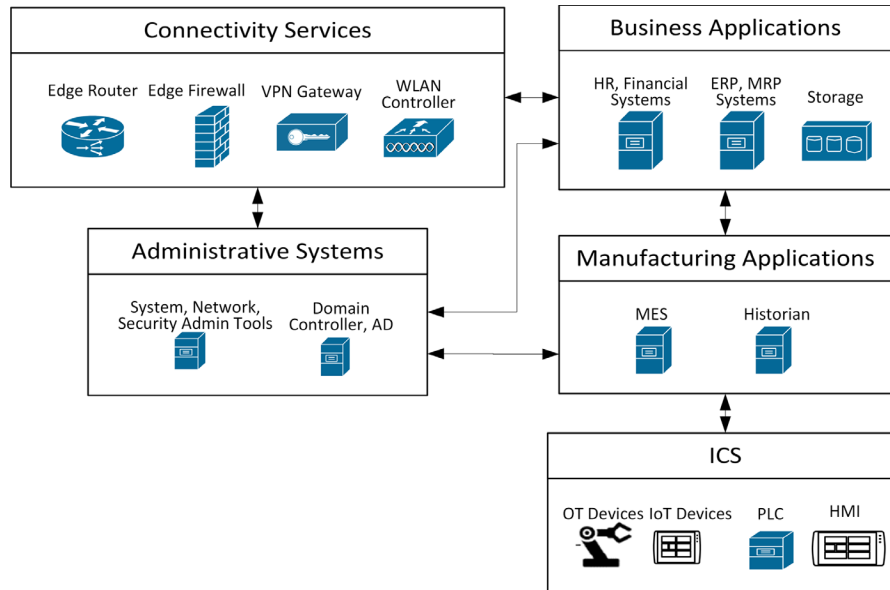 Connectivity Services
Edge Router
Edge Firewall
VPN Gateway
WLAN
Controller
Business Applications
HR, Financial
Systems
ERP, MRP
Systems
Storage
Administrative Systems
System, Network,
Security Admin Tools
Domain
Controller, AD
Manufacturing Applications
MES
Historian
ICS
OT Devices
IoT Devices
PLC
HMI